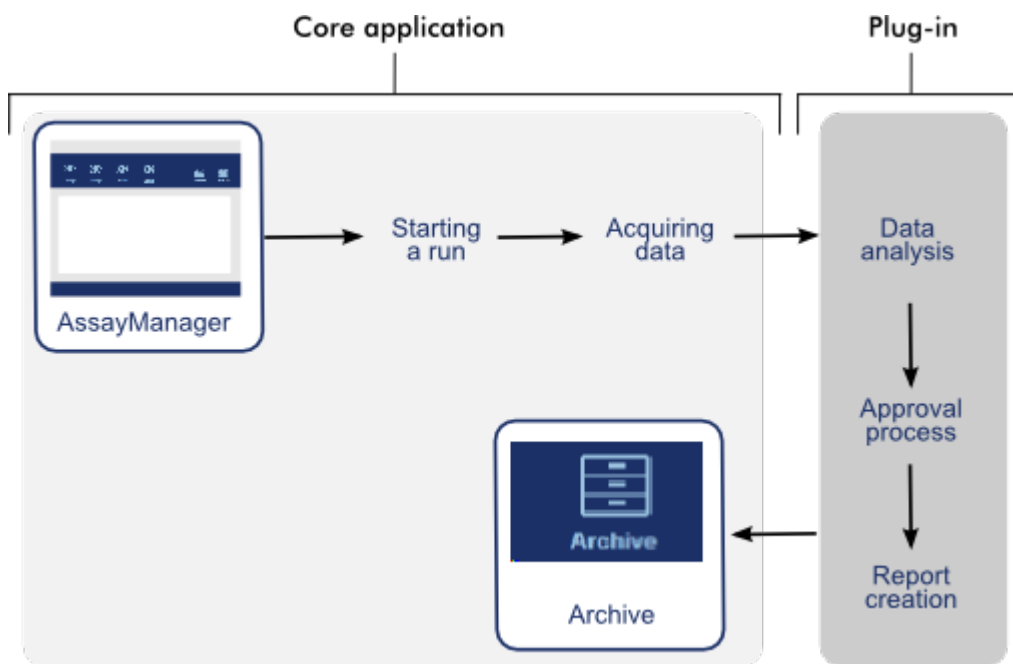 Core application
Plug-in
AssayManager
Starting
a run
Acquiring
data
Data
analysis
Approval
process
Archive
Archive
Report
creation